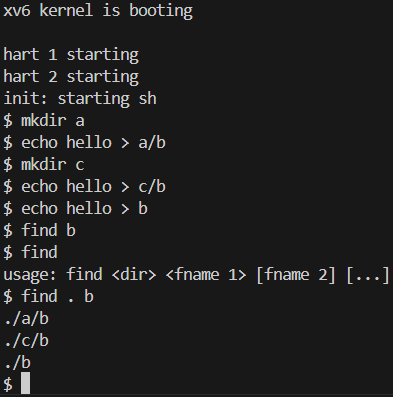 xv6 kernel is booting
hart 1 starting
hart 2 starting
init: starting sh
$ mkdir a
$ echo hello > a/b
$ mkdir c
$ echo hello > c/b
$ echo hello > b
$ find b
$ find
usage: find <dir> <fname 1> [fname 2] [...]
$ find . b
./a/b
./c/b
./b
$